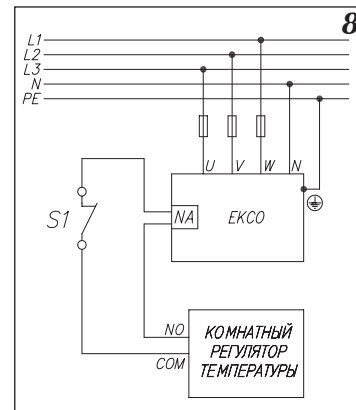 8
L1
L2
L3
N
PE
U V W N
S1
NA
EKCO
NO
COM
КОМНАТНЫЙ
РЕГУЛЯТОР
ТЕМПЕРАТУРЫ